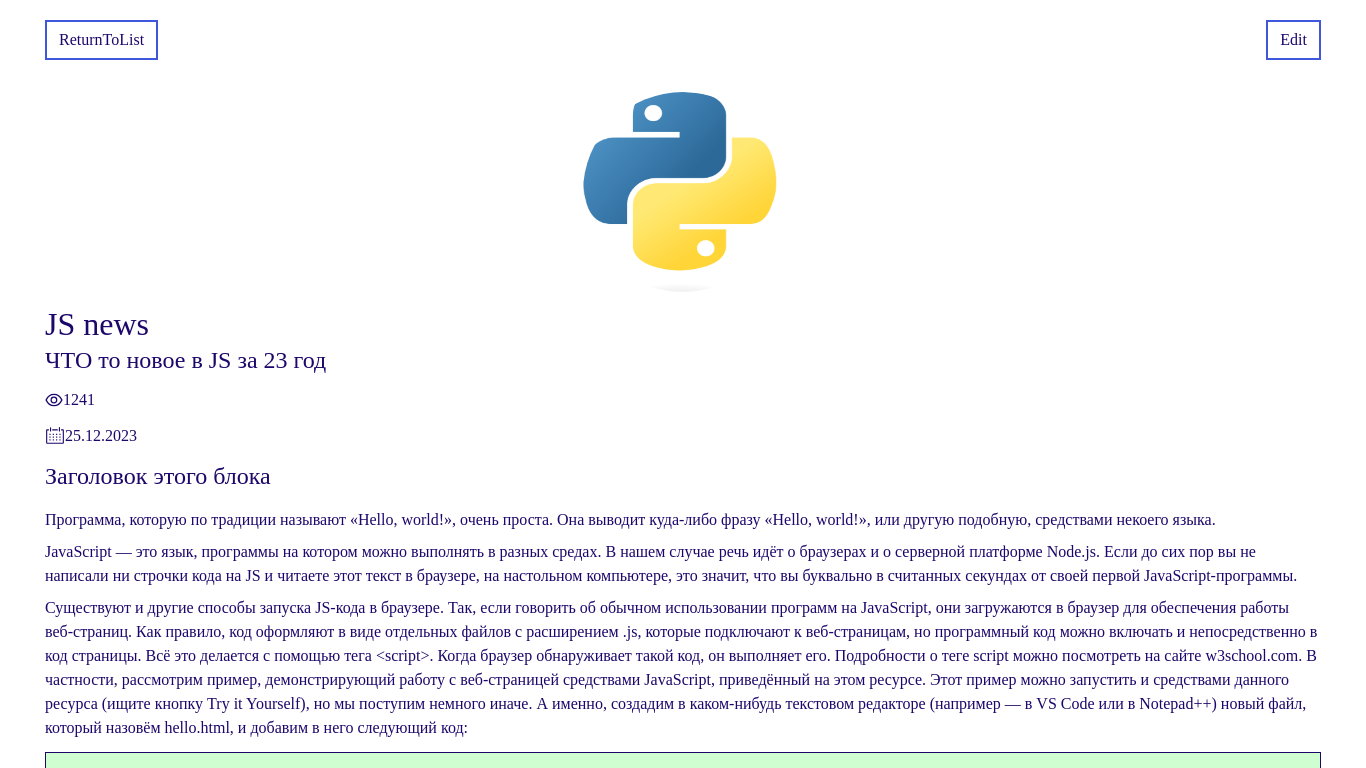 ReturnToList
Edit
JS news
ЧТО то новое в JS за 23 год
1241
25.12.2023
Заголовок этого блока
Программа, которую по традиции называют «Hello, world!», очень проста. Она выводит куда-либо фразу «Hello, world!», или другую подобную, средствами некоего языка.
JavaScript — это язык, программы на котором можно выполнять в разных средах. В нашем случае речь идёт о браузерах и о серверной платформе Node.js. Если до сих пор вы не
написали ни строчки кода на JS и читаете этот текст в браузере, на настольном компьютере, это значит, что вы буквально в считанных секундах от своей первой JavaScript-программы.
Существуют и другие способы запуска JS-кода в браузере. Так, если говорить об обычном использовании программ на JavaScript, они загружаются в браузер для обеспечения работы
веб-страниц. Как правило, код оформляют в виде отдельных файлов с расширением .js, которые подключают к веб-страницам, но программный код можно включать и непосредственно в
код страницы. Всё это делается с помощью тега <script>. Когда браузер обнаруживает такой код, он выполняет его. Подробности о теге script можно посмотреть на сайте w3school.com. В
частности, рассмотрим пример, демонстрирующий работу с веб-страницей средствами JavaScript, приведённый на этом ресурсе. Этот пример можно запустить и средствами данного
ресурса (ищите кнопку Try it Yourself), но мы поступим немного иначе. А именно, создадим в каком-нибудь текстовом редакторе (например — в VS Code или в Notepad++) новый файл,
который назовём hello.html, и добавим в него следующий код: